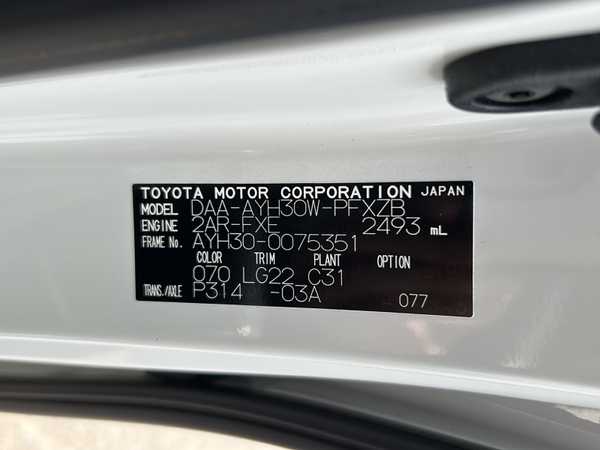 TOYOTA MOTOR CORPORATION JAPAN
MODEL DAA-AYH30W-PFXZB
ENGINE 2AR-FXE 2493 mL
FRAME No. AYH30-0075351
COLOR TRIM PLANT OPTION
070 LG22 C31
TRANS./AXLE P314 -03A 077